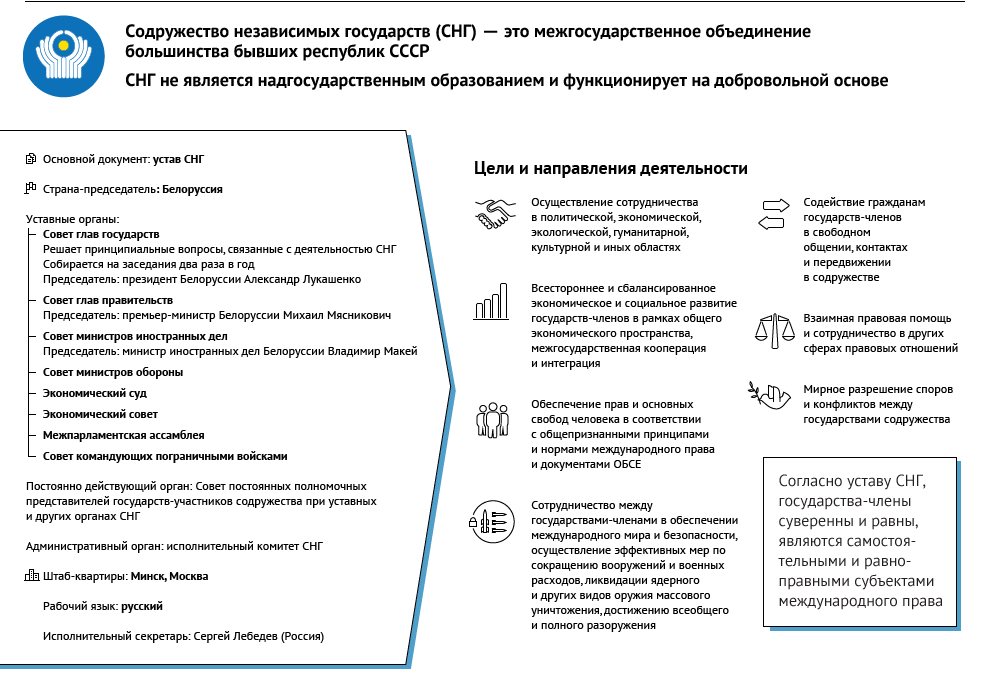 Содружество независимых государств (СНГ) — это межгосударственное объединение
большинства бывших республик СССР
СНГ не является надгосударственным образованием и функционирует на добровольной основе
Основной документ: устав СНГ
Страна-председатель: Белоруссия
Уставные органы:
Совет глав государств
Решает принципиальные вопросы, связанные с деятельностью СНГ
Собирается на заседания два раза в год
Председатель: президент Белоруссии Александр Лукашенко
Совет глав правительств
Председатель: премьер-министр Белоруссии Михаил Мясникович
Совет министров иностранных дел
Председатель: министр иностранных дел Белоруссии Владимир Макей
Совет министров обороны
Экономический суд
Экономический совет
Межпарламентская ассамблея
Совет командующих пограничными войсками
Постоянно действующий орган: Совет постоянных полномочных
представителей государств-участников содружества при уставных
и других органах СНГ
Административный орган: исполнительный комитет СНГ
Штаб-квартиры: Минск, Москва
Рабочий язык: русский
Исполнительный секретарь: Сергей Лебедев (Россия)
Цели и направления деятельности
Осуществление сотрудничества
в политической, экономической,
экологической, гуманитарной,
культурной и иных областях
Всестороннее и сбалансированное
экономическое и социальное развитие
государств-членов в рамках общего
экономического пространства,
межгосударственная кооперация
и интеграция
Обеспечение прав и основных
свобод человека в соответствии
с общепризнанными принципами
и нормами международного права
и документами ОБСЕ
Сотрудничество между
государствами-членами в обеспечении
международного мира и безопасности,
осуществление эффективных мер по
сокращению вооружений и военных
расходов, ликвидации ядерного
и других видов оружия массового
уничтожения, достижению всеобщего
и полного разоружения
Содействие гражданам
государств-членов
в свободном
общении, контактах
и передвижении
в содружестве
Взаимная правовая помощь
и сотрудничество в других
сферах правовых отношений
Мирное разрешение споров
и конфликтов между
государствами содружества
Согласно уставу СНГ,
государства-члены
суверенны и равны,
являются самостоя-
тельными и равно-
правными субъектами
международного права